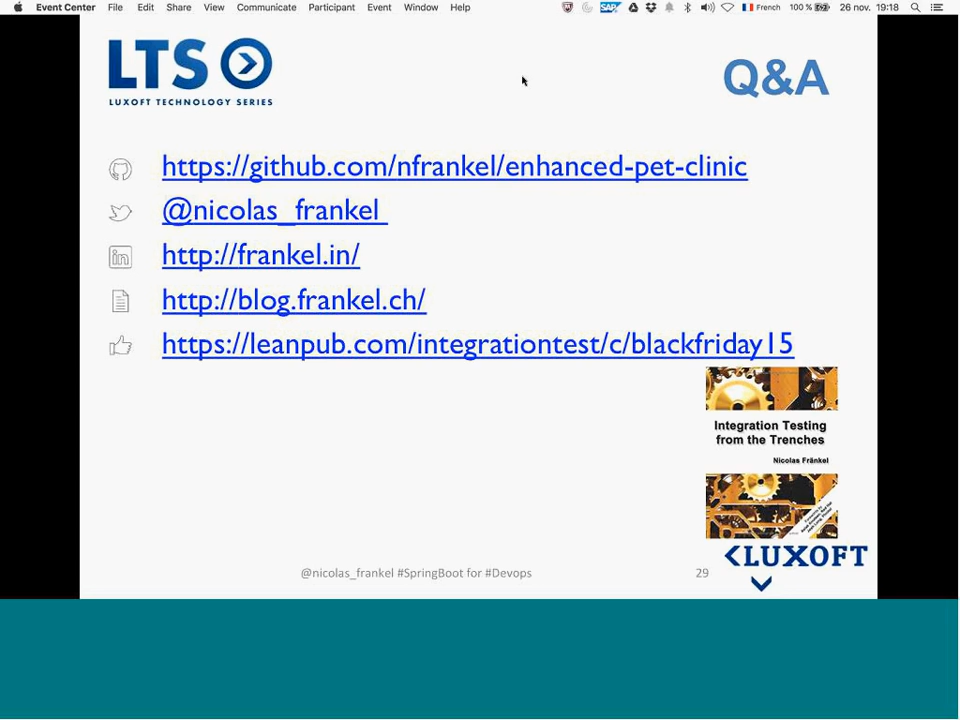 Event Center File Edit Share View Communicate Participant Event Window Help SAP French 100 % 26 nov. 19:18
LTS
LUXOFT TECHNOLOGY SERIES
Q&A
https://github.com/nfrankel/enhanced-pet-clinic
@nicolas_frankel
in http://frankel.in/
http://blog.frankel.ch/
https://leanpub.com/integrationtest/c/blackfriday15
Integration Testing
from the Trenches
Nicolas Fränkel
LUXOFT
@nicolas_frankel #SpringBoot for #Devops
29